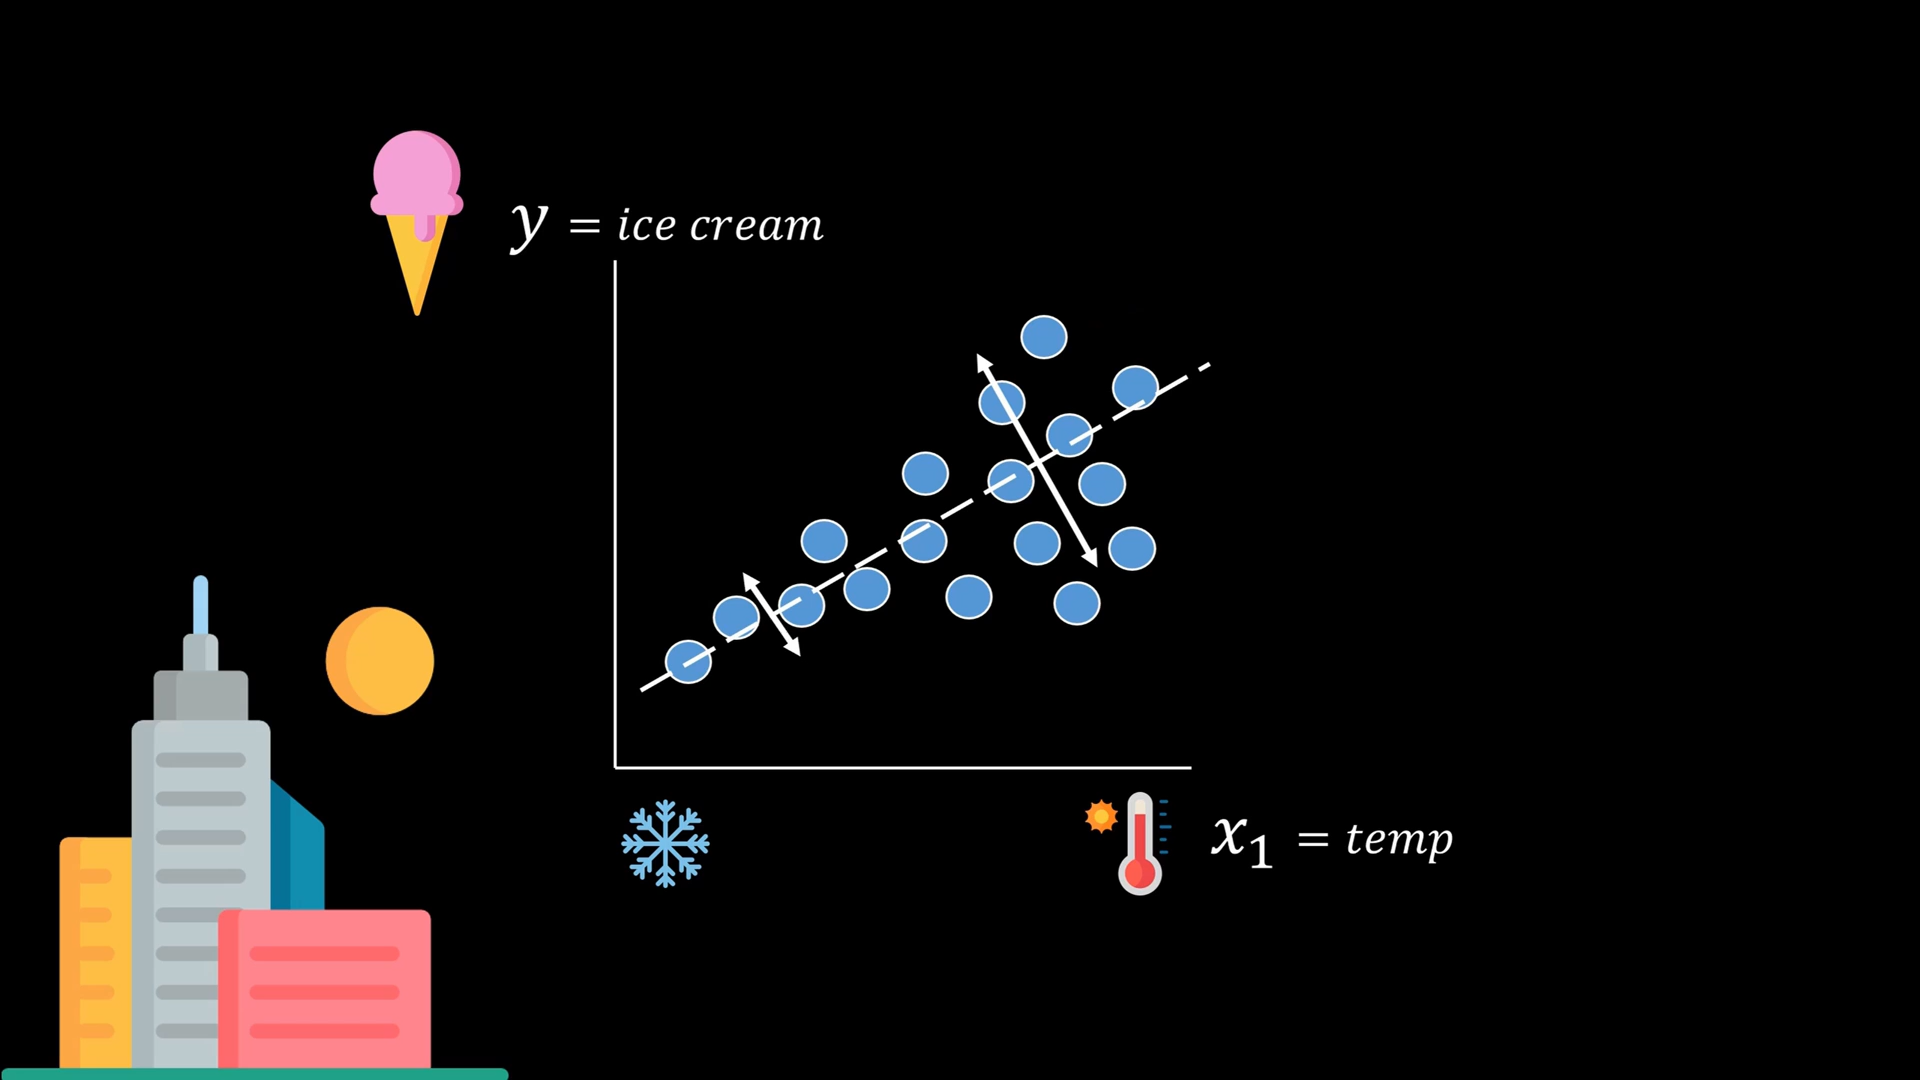 y = ice cream
x₁ = temp